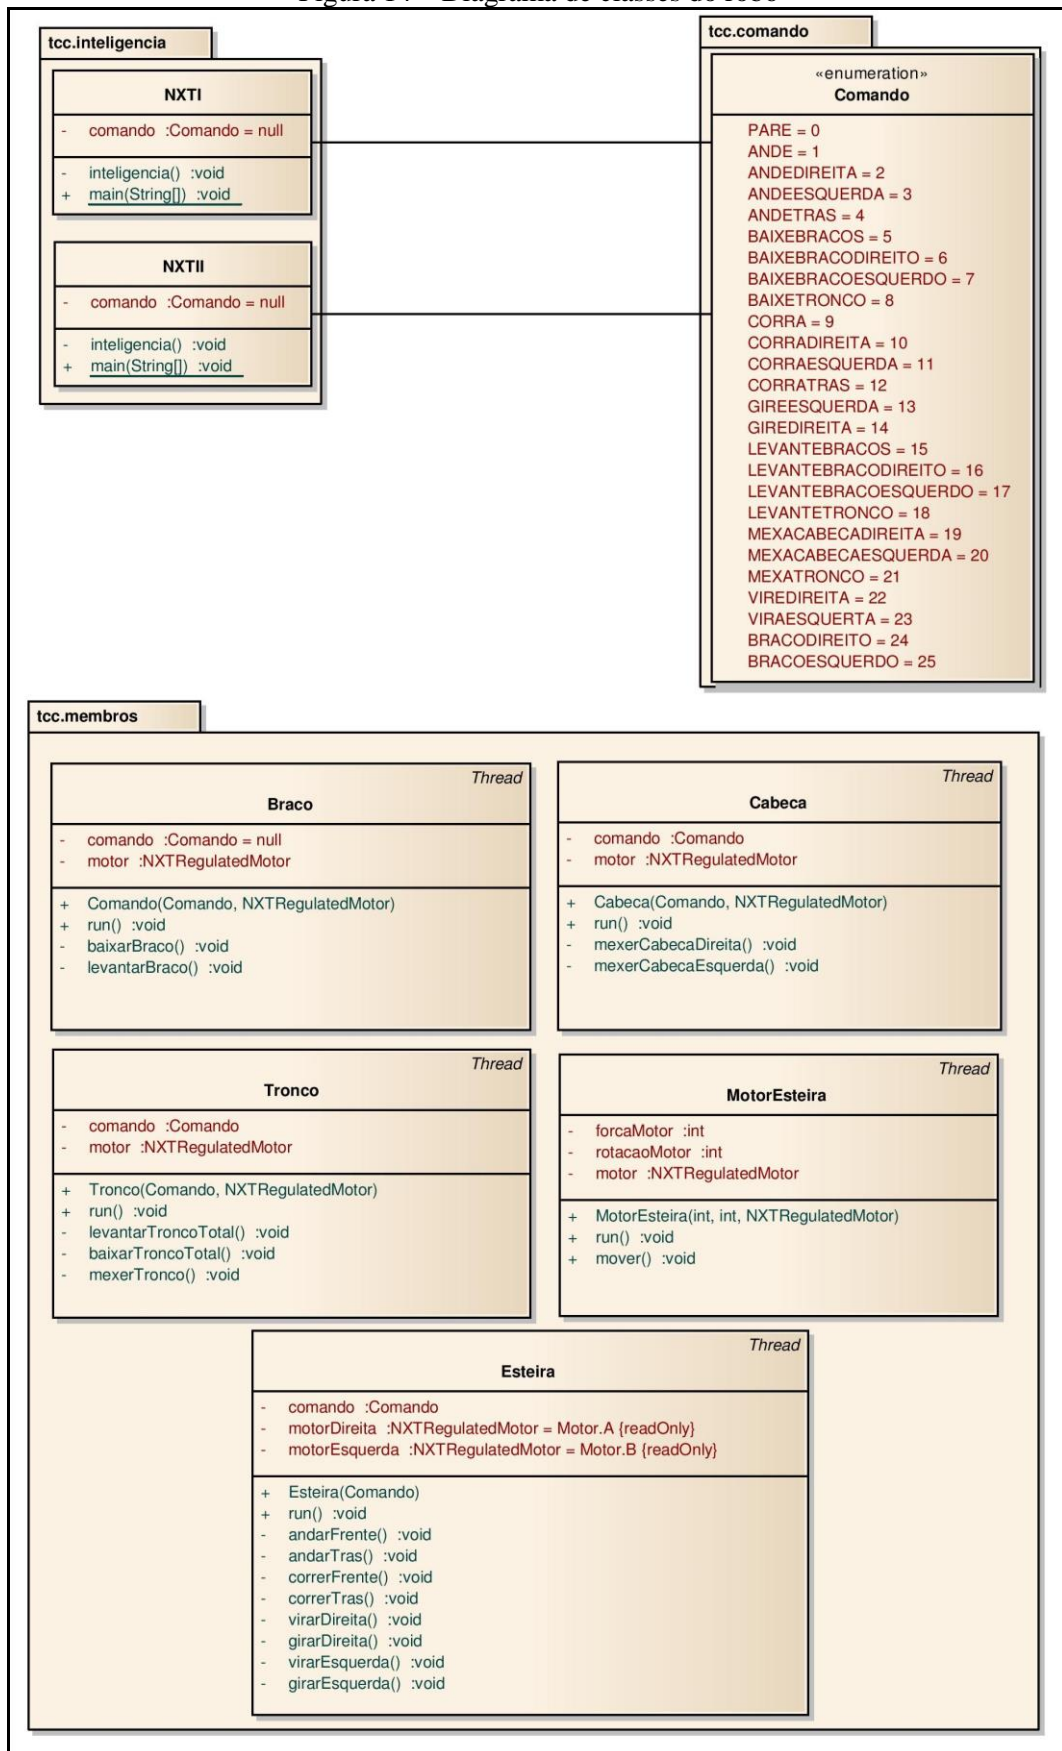 Figura 14 – Diagrama de classes do robô
tcc.inteligencia
NXTI
- comando :Comando = null
- inteligencia() :void
+ main(String[]) :void
NXTII
- comando :Comando = null
- inteligencia() :void
+ main(String[]) :void
tcc.comando
«enumeration»
Comando
PARE = 0
ANDE = 1
ANDEDIREITA = 2
ANDEESQUERDA = 3
ANDETRAS = 4
BAIXEBRACOS = 5
BAIXEBRACODIREITO = 6
BAIXEBRACOESQUERDO = 7
BAIXETRONCO = 8
CORRA = 9
CORRADIREITA = 10
CORRAESQUERDA = 11
CORRATRAS = 12
GIREESQUERDA = 13
GIREDIREITA = 14
LEVANTEBRACOS = 15
LEVANTEBRACODIREITO = 16
LEVANTEBRACOESQUERDO = 17
LEVANTETRONCO = 18
MEXACABECADIREITA = 19
MEXACABECAESQUERDA = 20
MEXATRONCO = 21
VIREDIREITA = 22
VIRAESQUERTA = 23
BRACODIREITO = 24
BRACOESQUERDO = 25
tcc.membros
Thread
Braco
- comando :Comando = null
- motor :NXTRegulatedMotor
+ Comando(Comando, NXTRegulatedMotor)
+ run() :void
- baixarBraco() :void
- levantarBraco() :void
Thread
Cabeca
- comando :Comando
- motor :NXTRegulatedMotor
+ Cabeca(Comando, NXTRegulatedMotor)
+ run() :void
- mexerCabecaDireita() :void
- mexerCabecaEsquerda() :void
Thread
Tronco
- comando :Comando
- motor :NXTRegulatedMotor
+ Tronco(Comando, NXTRegulatedMotor)
+ run() :void
- levantarTroncoTotal() :void
- baixarTroncoTotal() :void
- mexerTronco() :void
Thread
MotorEsteira
- forcaMotor :int
- rotacaoMotor :int
- motor :NXTRegulatedMotor
+ MotorEsteira(int, int, NXTRegulatedMotor)
+ run() :void
+ mover() :void
Thread
Esteira
- comando :Comando
- motorDireita :NXTRegulatedMotor = Motor.A {readOnly}
- motorEsquerda :NXTRegulatedMotor = Motor.B {readOnly}
+ Esteira(Comando)
+ run() :void
- andarFrente() :void
- andarTras() :void
- correrFrente() :void
- correrTras() :void
- virarDireita() :void
- girarDireita() :void
- virarEsquerda() :void
- girarEsquerda() :void